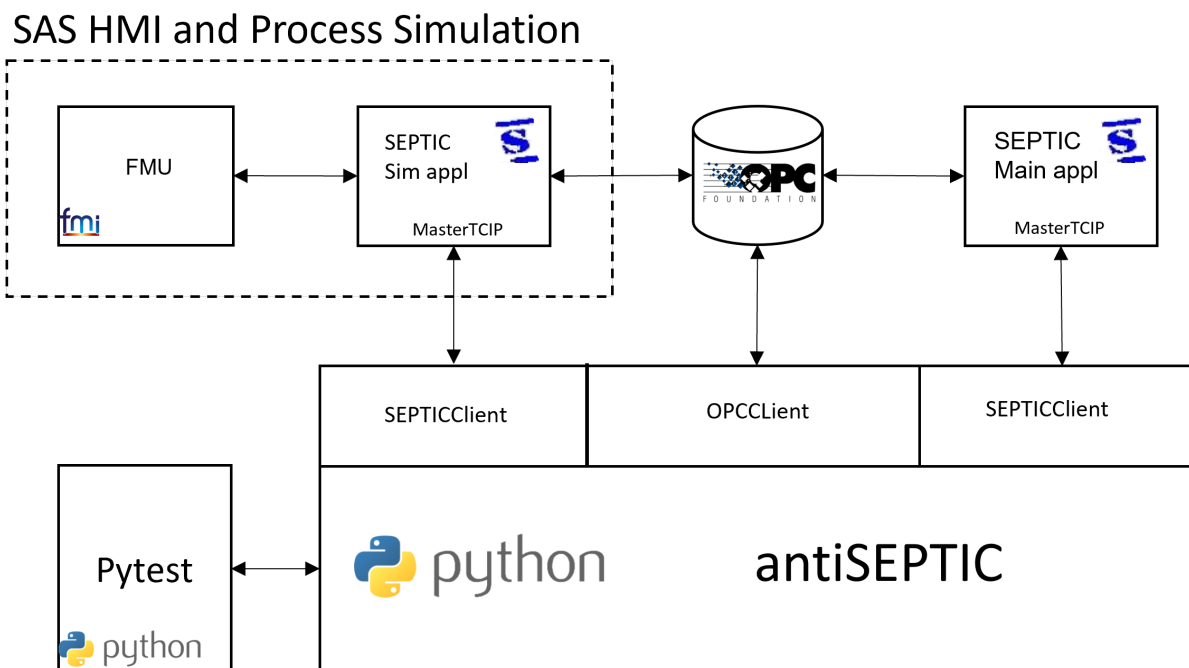 SAS HMI and Process Simulation
FMU
fmi
SEPTIC
Sim appl
MasterTCIP
OPC
FOUNDATION
SEPTIC
Main appl
MasterTCIP
SEPTICClient
OPCCLient
SEPTICClient
Pytest
python
python
antiSEPTIC